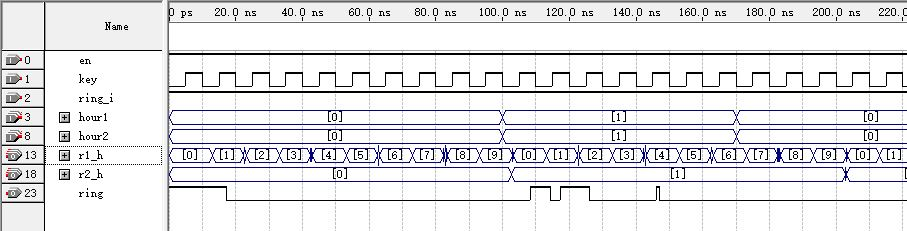 Name
0 ps 20.0 ns 40.0 ns 60.0 ns 80.0 ns 100.0 ns 120.0 ns 140.0 ns 160.0 ns 180.0 ns 200.0 ns 220.0
0 en
1 key
2 ring_i
3 hour1 [0] [1] [0]
8 hour2 [0] [1] [0]
13 r1_h [0] [1] [2] [3] [4] [5] [6] [7] [8] [9] [0] [1] [2] [3] [4] [5] [6] [7] [8] [9] [0] [1]
18 r2_h [0] [1]
23 ring